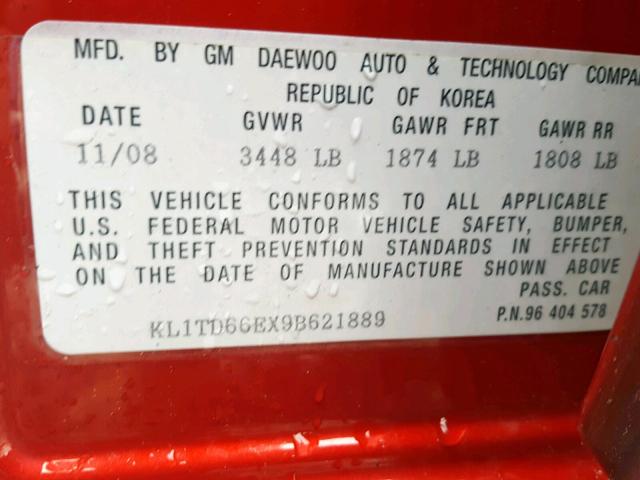 MFD. BY GM DAEWOO AUTO & TECHNOLOGY COMPAN
REPUBLIC OF KOREA
DATE GVWR GAWR FRT GAWR RR
11/08 3448 LB 1874 LB 1808 LB
THIS VEHICLE CONFORMS TO ALL APPLICABLE
U.S. FEDERAL MOTOR VEHICLE SAFETY, BUMPER,
AND THEFT PREVENTION STANDARDS IN EFFECT
ON THE DATE OF MANUFACTURE SHOWN ABOVE
PASS. CAR
KL1TD66EX9B621889 P.N.96 404 578